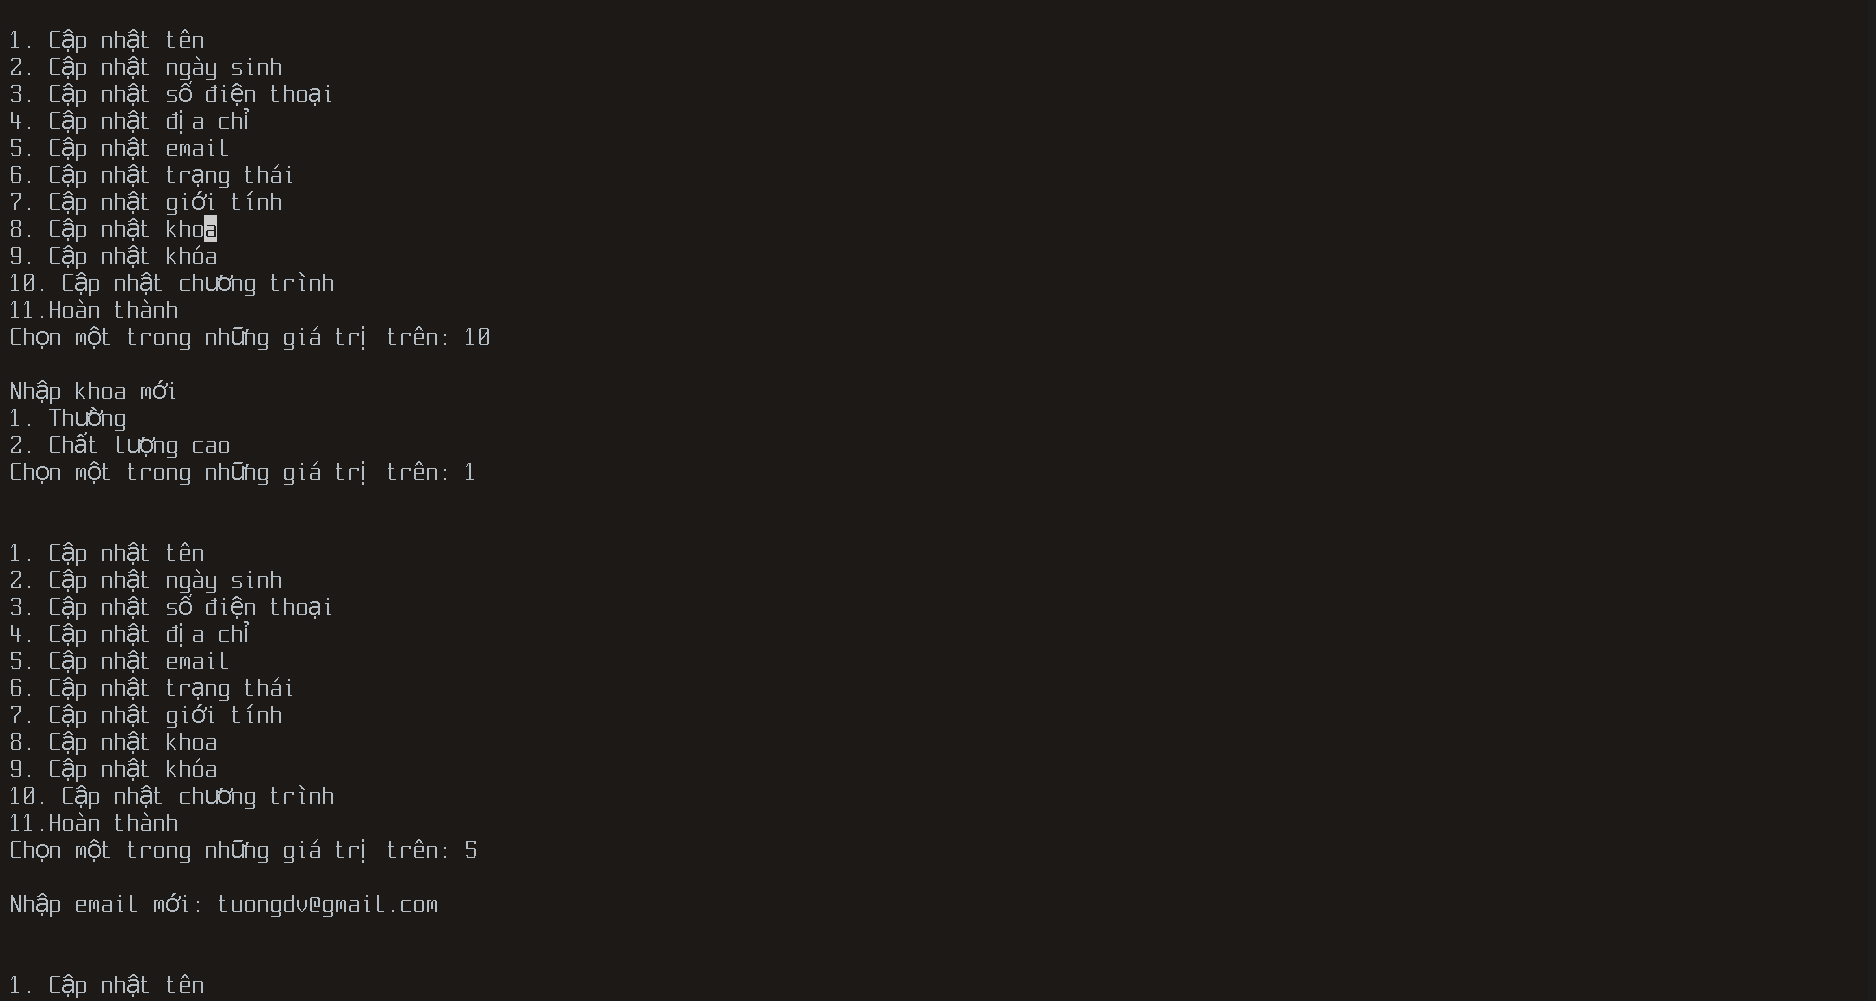 1. Cập nhật tên
2. Cập nhật ngày sinh
3. Cập nhật số điện thoại
4. Cập nhật địa chỉ
5. Cập nhật email
6. Cập nhật trạng thái
7. Cập nhật giới tính
8. Cập nhật khoa
9. Cập nhật khóa
10. Cập nhật chương trình
11.Hoàn thành
Chọn một trong những giá trị trên: 10
Nhập khoa mới
1. Thường
2. Chất lượng cao
Chọn một trong những giá trị trên: 1
1. Cập nhật tên
2. Cập nhật ngày sinh
3. Cập nhật số điện thoại
4. Cập nhật địa chỉ
5. Cập nhật email
6. Cập nhật trạng thái
7. Cập nhật giới tính
8. Cập nhật khoa
9. Cập nhật khóa
10. Cập nhật chương trình
11.Hoàn thành
Chọn một trong những giá trị trên: 5
Nhập email mới: tuongdv@gmail.com
1. Cập nhật tên